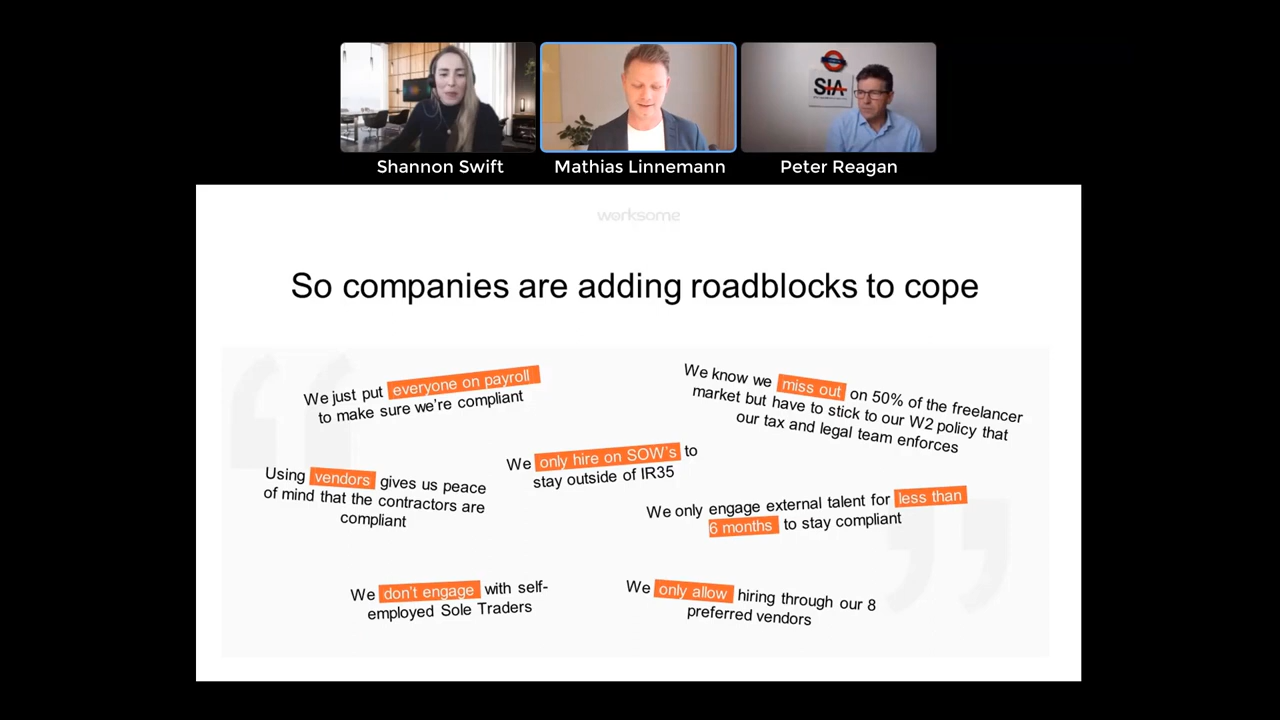 SIA
Shannon Swift
Mathias Linnemann
Peter Reagan
worksome
So companies are adding roadblocks to cope
We just put everyone on payroll
to make sure we're compliant
We know we miss out on 50% of the freelancer
market but have to stick to our W2 policy that
our tax and legal team enforces
We only hire on SOW's to
stay outside of IR35
Using vendors gives us peace
of mind that the contractors are
compliant
We only engage external talent for less than
6 months to stay compliant
We don't engage with self-
employed Sole Traders
We only allow hiring through our 8
preferred vendors